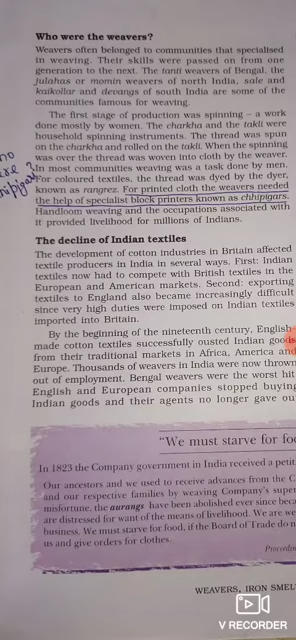 Who were the weavers?
Weavers often belonged to communities that specialised
in weaving. Their skills were passed on from one
generation to the next. The tanti weavers of Bengal, the
julahas or momin weavers of north India, sale and
kaikollar and devangs of south India are some of the
communities famous for weaving.
The first stage of production was spinning – a work
done mostly by women. The charkha and the takli were
household spinning instruments. The thread was spun
on the charkha and rolled on the takli. When the spinning
was over the thread was woven into cloth by the weaver.
In most communities weaving was a task done by men.
For coloured textiles, the thread was dyed by the dyer,
known as rangrez. For printed cloth the weavers needed
the help of specialist block printers known as chhipigars.
Handloom weaving and the occupations associated with
it provided livelihood for millions of Indians.
The decline of Indian textiles
The development of cotton industries in Britain affected
textile producers in India in several ways. First: Indian
textiles now had to compete with British textiles in the
European and American markets. Second: exporting
textiles to England also became increasingly difficult
since very high duties were imposed on Indian textiles
imported into Britain.
By the beginning of the nineteenth century, English
made cotton textiles successfully ousted Indian goods
from their traditional markets in Africa, America and
Europe. Thousands of weavers in India were now thrown
out of employment. Bengal weavers were the worst hit
English and European companies stopped buying
Indian goods and their agents no longer gave ou
"We must starve for foo
In 1823 the Company government in India received a petit
Our ancestors and we used to receive advances from the C
and our respective families by weaving Company's super
misfortune, the aurangs have been abolished ever since beca
are distressed for want of the means of livelihood. We are we
business. We must starve for food, if the Board of Trade do n
us and give orders for clothes.
Proceedin
WEAVERS, IRON SMEL
V RECORDER